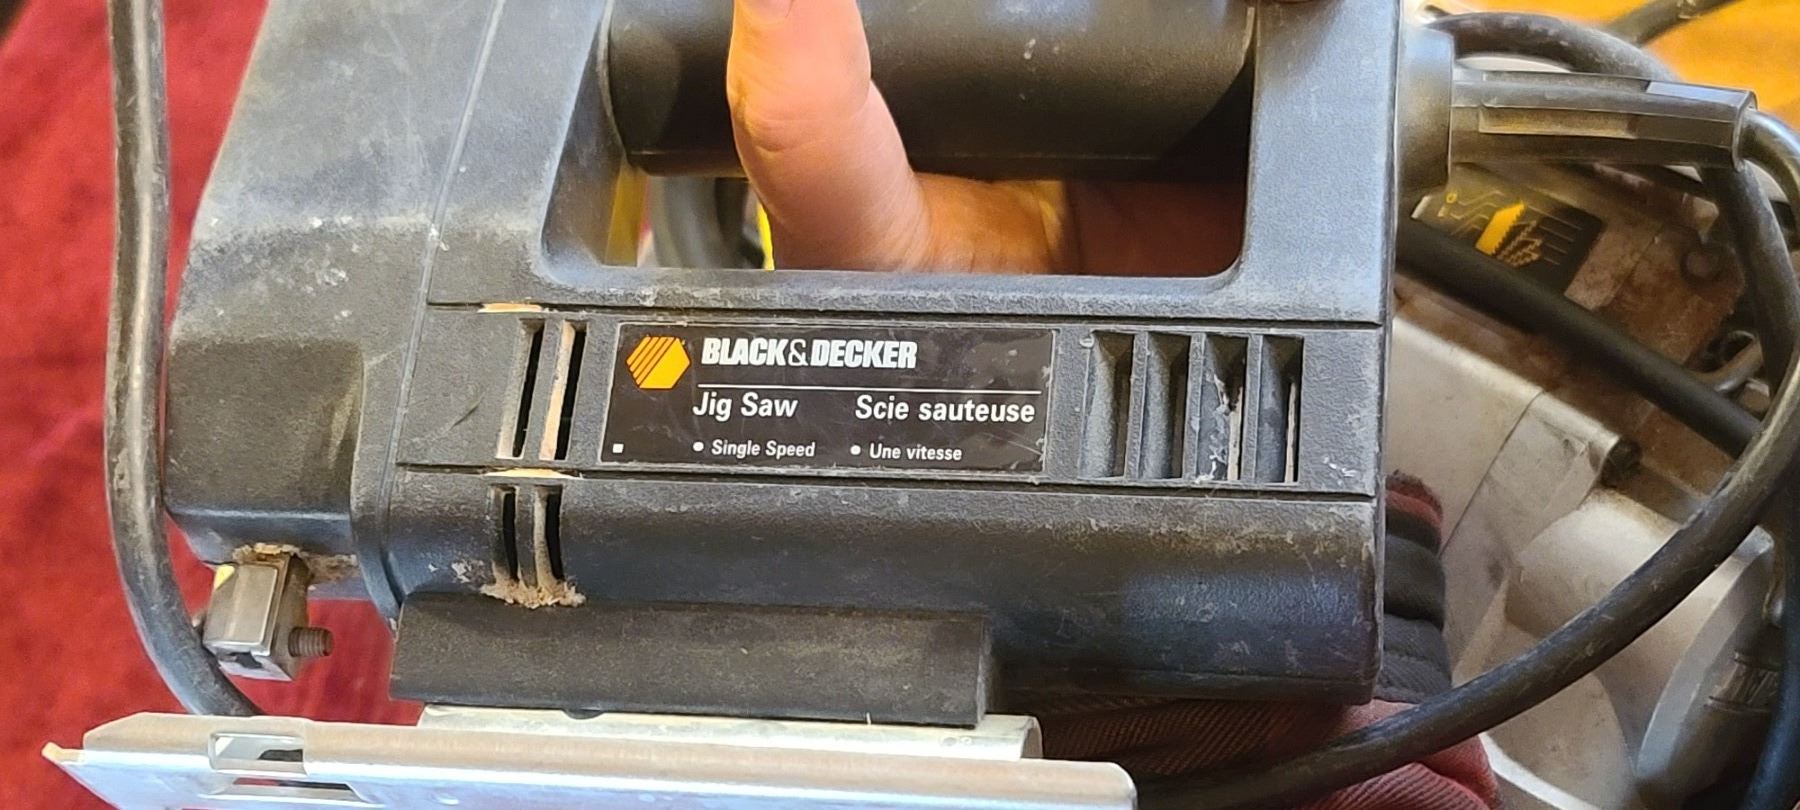 BLACK&DECKER
Jig Saw Scie sauteuse
• Single Speed • Une vitesse